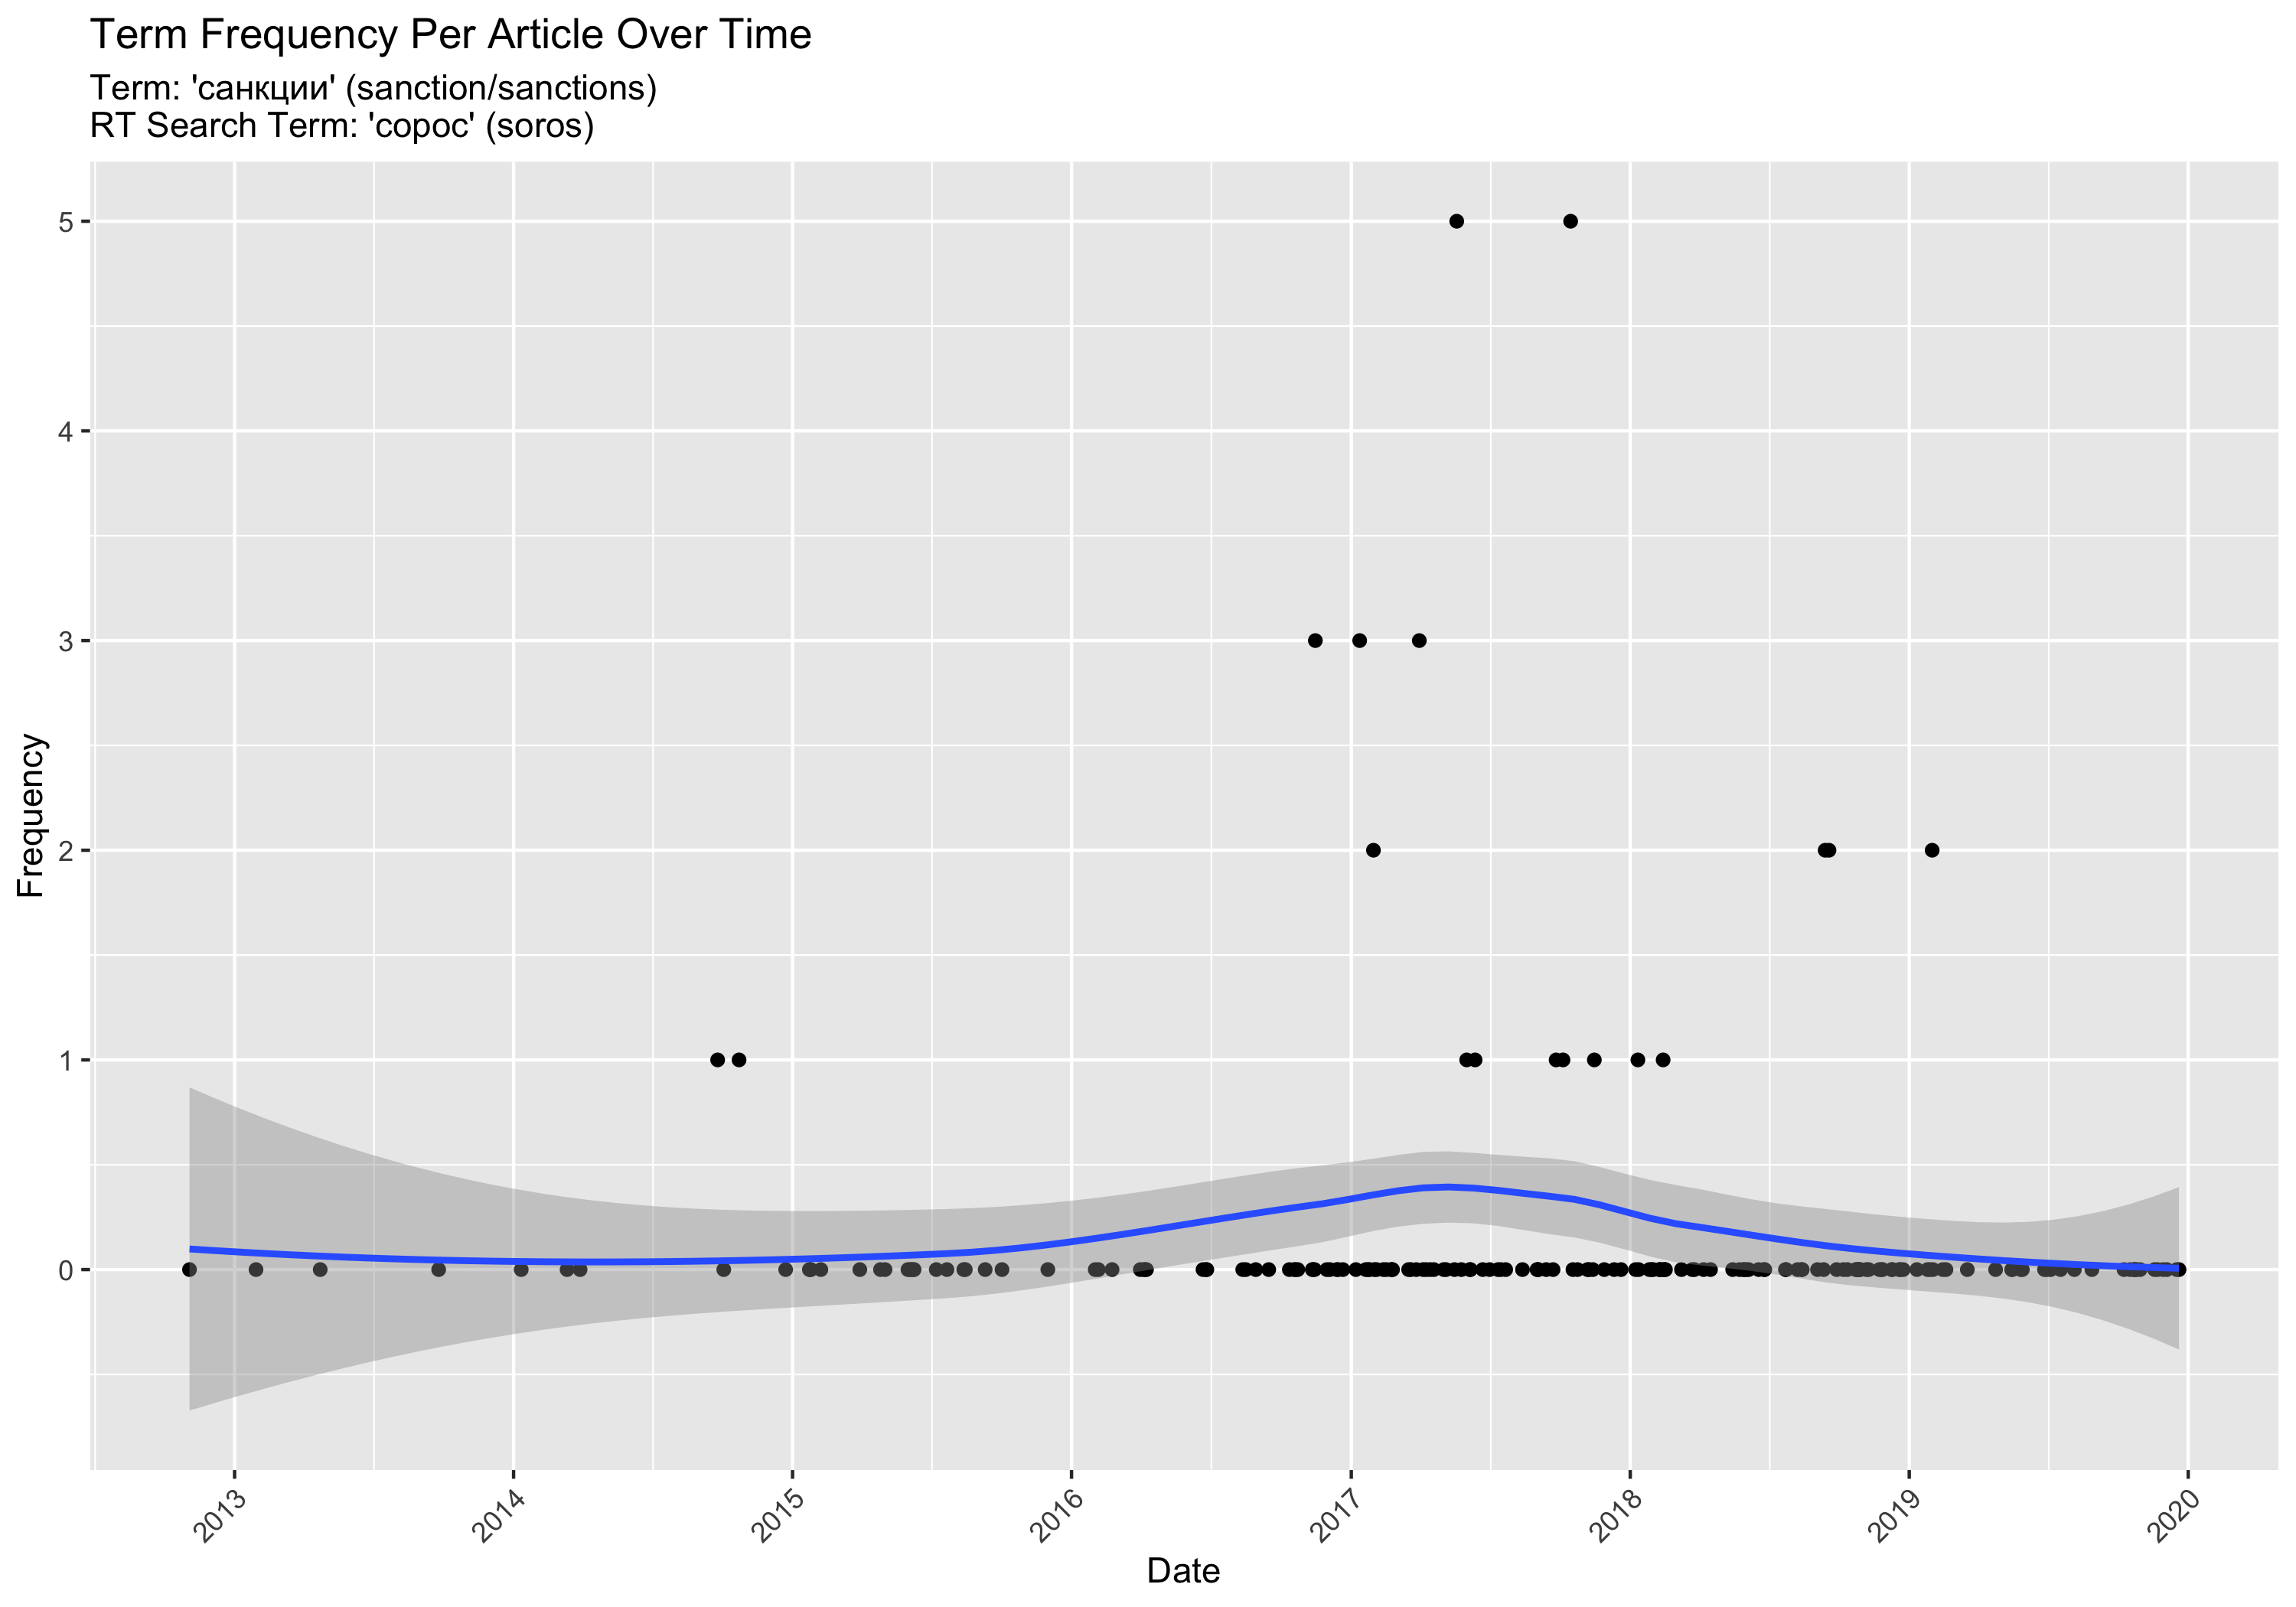 Term Frequency Per Article Over Time
Term: 'санкции' (sanction/sanctions)
RT Search Term: 'сорос' (soros)
5
4
3
2
1
0
Frequency
2013
2014
2015
2016
2017
2018
2019
2020
Date